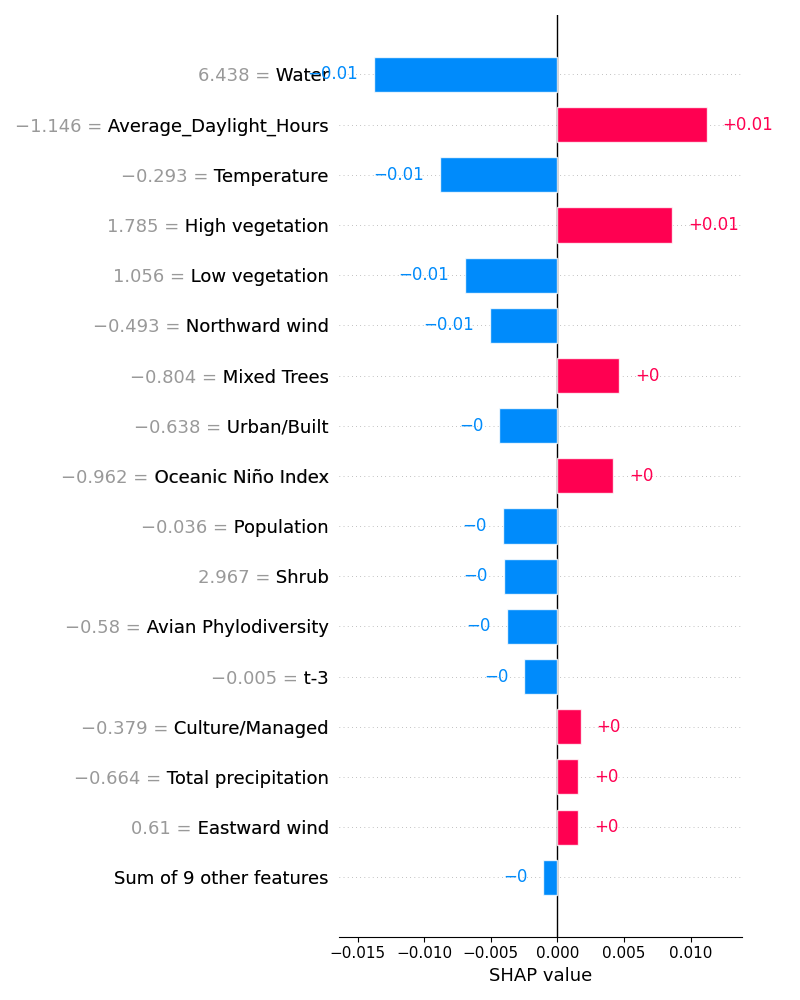 6.438 = Water −0.01
−1.146 = Average_Daylight_Hours +0.01
−0.293 = Temperature −0.01
1.785 = High vegetation +0.01
1.056 = Low vegetation −0.01
−0.493 = Northward wind −0.01
−0.804 = Mixed Trees +0
−0.638 = Urban/Built −0
−0.962 = Oceanic Niño Index +0
−0.036 = Population −0
2.967 = Shrub −0
−0.58 = Avian Phylodiversity −0
−0.005 = t-3 −0
−0.379 = Culture/Managed +0
−0.664 = Total precipitation +0
0.61 = Eastward wind +0
Sum of 9 other features −0
−0.015 −0.010 −0.005 0.000 0.005 0.010
SHAP value